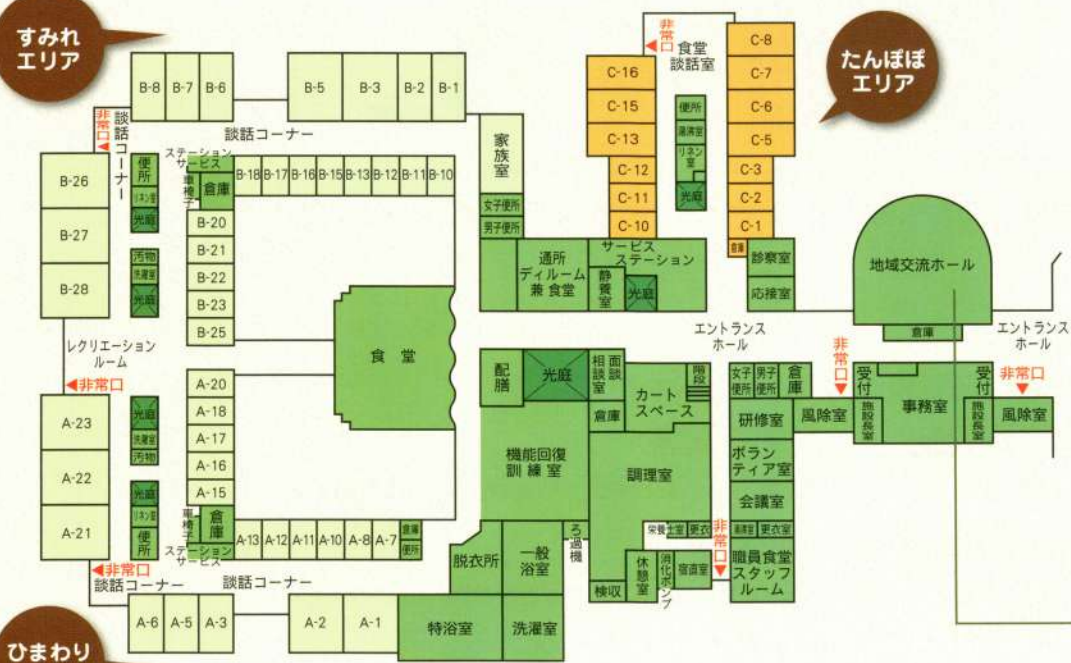 すみれ
エリア
たんぽぽ
エリア
ひまわり
B-8
B-7
B-6
B-5
B-3
B-2
B-1
談話コーナー
非常口
談話コーナー
ステーション
サービス
車椅子
倉庫
便所
リネン室
光庭
汚物
洗濯室
光庭
B-26
B-27
B-28
B-18
B-17
B-16
B-15
B-13
B-12
B-11
B-10
B-20
B-21
B-22
B-23
B-25
家族室
女子便所
男子便所
通所
ディルーム
兼食堂
サービス
ステーション
静養室
光庭
非常口
食堂
談話室
C-16
C-15
C-13
C-12
C-11
C-10
便所
湯沸室
リネン
室
光庭
C-8
C-7
C-6
C-5
C-3
C-2
C-1
倉庫
診察室
応接室
地域交流ホール
倉庫
エントランス
ホール
エントランス
ホール
レクリエーション
ルーム
非常口
食堂
A-23
A-22
A-21
光庭
洗濯室
汚物
光庭
リネン室
便所
A-20
A-18
A-17
A-16
A-15
車椅子
倉庫
ステーション
サービス
A-13
A-12
A-11
A-10
A-8
A-7
倉庫
便所
非常口
談話コーナー
談話コーナー
A-6
A-5
A-3
A-2
A-1
配膳
光庭
相談室
面談
倉庫
カート
スペース
階段
機能回復
訓練室
調理室
脱衣所
一般
浴室
ろ過機
特浴室
洗濯室
検収
休憩室
消化ポンプ
宿直室
栄養士室
更衣
非常口
女子
便所
男子
便所
倉庫
研修室
ボラン
ティア室
会議室
更衣室
職員食堂
スタッフ
ルーム
非常口
風除室
受付
施設長室
事務室
受付
施設長室
非常口
風除室